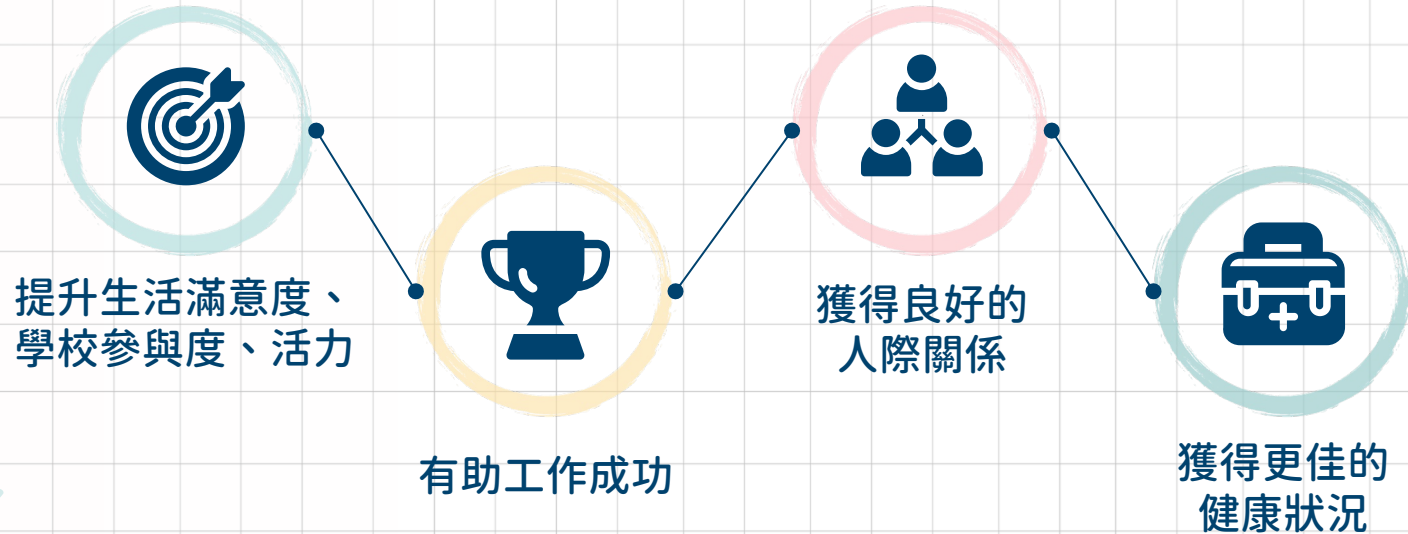 提升生活滿意度、
學校參與度、活力
有助工作成功
獲得良好的
人際關係
獲得更佳的
健康狀況